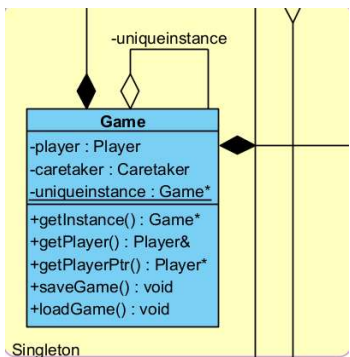 -uniqueinstance
Game
-player : Player
-caretaker : Caretaker
-uniqueinstance : Game*
+getInstance() : Game*
+getPlayer() : Player&
+getPlayerPtr() : Player*
+saveGame() : void
+loadGame() : void
Singleton